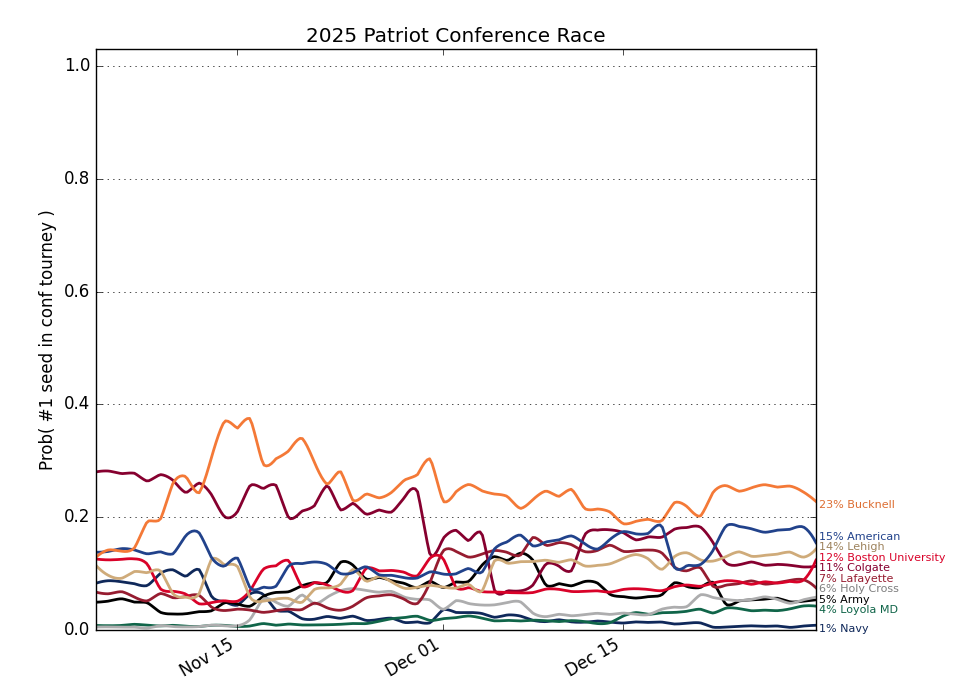 2025 Patriot Conference Race
Prob( #1 seed in conf tourney )
1.0
0.8
0.6
0.4
0.2
0.0
Nov 15
Dec 01
Dec 15
23% Bucknell
15% American
14% Lehigh
12% Boston University
11% Colgate
7% Lafayette
6% Holy Cross
5% Army
4% Loyola MD
1% Navy